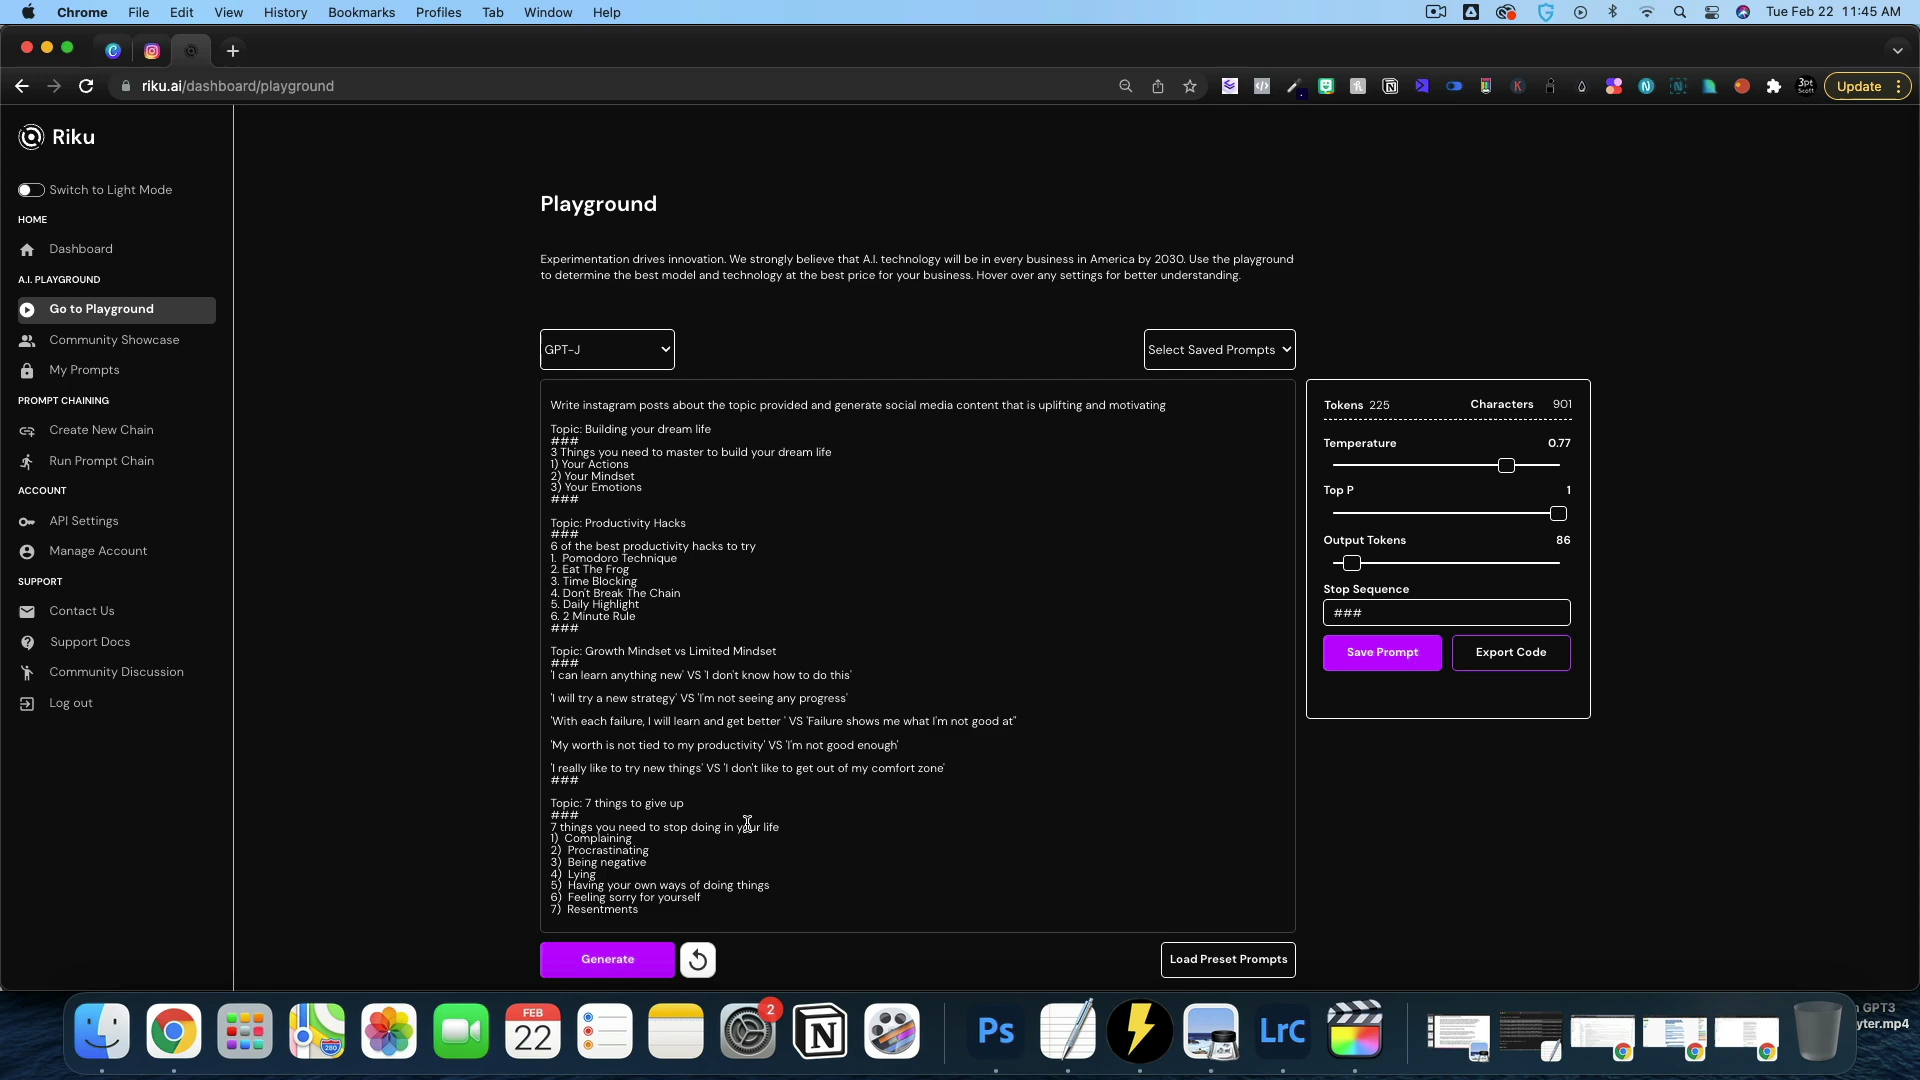 Chrome File Edit View History Bookmarks Profiles Tab Window Help Tue Feb 22 11:45 AM
riku.ai/dashboard/playground
Update
Riku
Switch to Light Mode
HOME
Dashboard
A.I. PLAYGROUND
Go to Playground
Community Showcase
My Prompts
PROMPT CHAINING
Create New Chain
Run Prompt Chain
ACCOUNT
API Settings
Manage Account
SUPPORT
Contact Us
Support Docs
Community Discussion
Log out
Playground
Experimentation drives innovation. We strongly believe that A.I. technology will be in every business in America by 2030. Use the playground
to determine the best model and technology at the best price for your business. Hover over any settings for better understanding.
GPT-J
Select Saved Prompts
Write instagram posts about the topic provided and generate social media content that is uplifting and motivating
Topic: Building your dream life
###
3 Things you need to master to build your dream life
1) Your Actions
2) Your Mindset
3) Your Emotions
###
Topic: Productivity Hacks
###
6 of the best productivity hacks to try
1. Pomodoro Technique
2. Eat The Frog
3. Time Blocking
4. Don't Break The Chain
5. Daily Highlight
6. 2 Minute Rule
###
Topic: Growth Mindset vs Limited Mindset
###
'I can learn anything new' VS 'I don't know how to do this'
'I will try a new strategy' VS 'I'm not seeing any progress'
'With each failure, I will learn and get better ' VS 'Failure shows me what I'm not good at"
'My worth is not tied to my productivity' VS 'I'm not good enough'
'I really like to try new things' VS 'I don't like to get out of my comfort zone'
###
Topic: 7 things to give up
###
7 things you need to stop doing in your life
1) Complaining
2) Procrastinating
3) Being negative
4) Lying
5) Having your own ways of doing things
6) Feeling sorry for yourself
7) Resentments
Tokens 225 Characters 901
Temperature 0.77
Top P 1
Output Tokens 86
Stop Sequence
###
Save Prompt Export Code
Generate
Load Preset Prompts
FEB
22
2
Ps
LrC
280
GPT3
yter.mp4